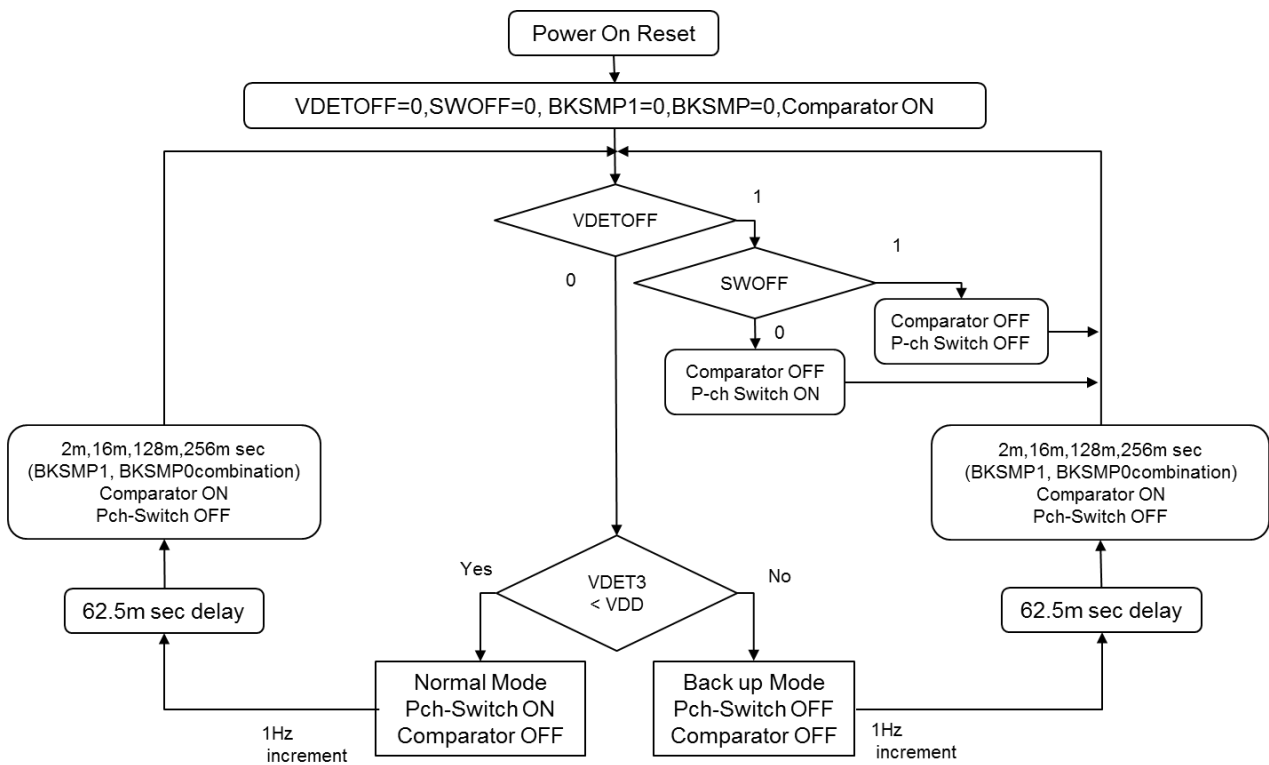 Power On Reset
VDETOFF=0,SWOFF=0, BKSMP1=0,BKSMP=0,Comparator ON
VDETOFF
1
0
SWOFF
1
0
Comparator OFF
P-ch Switch OFF
Comparator OFF
P-ch Switch ON
2m,16m,128m,256m sec
(BKSMP1, BKSMP0combination)
Comparator ON
Pch-Switch OFF
2m,16m,128m,256m sec
(BKSMP1, BKSMP0combination)
Comparator ON
Pch-Switch OFF
VDET3
< VDD
Yes
No
62.5m sec delay
62.5m sec delay
Normal Mode
Pch-Switch ON
Comparator OFF
Back up Mode
Pch-Switch OFF
Comparator OFF
1Hz
increment
1Hz
increment